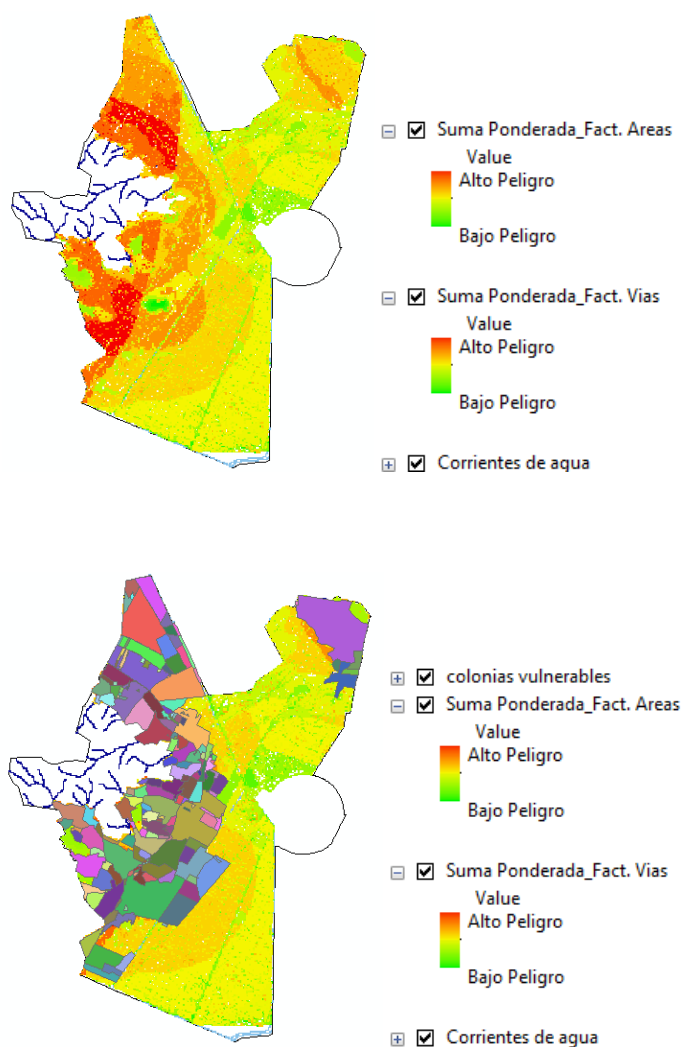 Suma Ponderada_Fact. Areas
Value
Alto Peligro
Bajo Peligro
Suma Ponderada_Fact. Vias
Value
Alto Peligro
Bajo Peligro
Corrientes de agua
colonias vulnerables
Suma Ponderada_Fact. Areas
Value
Alto Peligro
Bajo Peligro
Suma Ponderada_Fact. Vias
Value
Alto Peligro
Bajo Peligro
Corrientes de agua